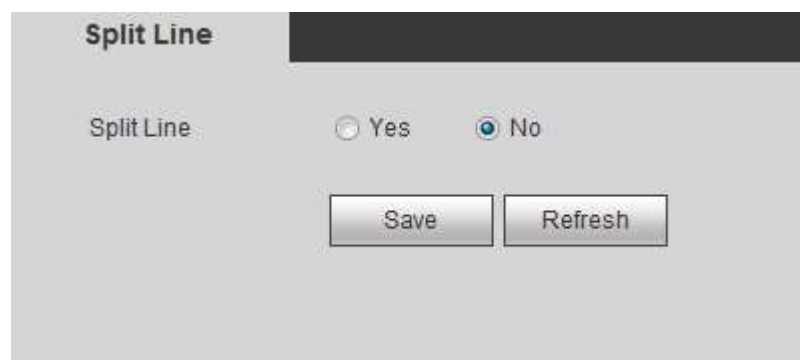 Split Line
Split Line Yes No
Save Refresh